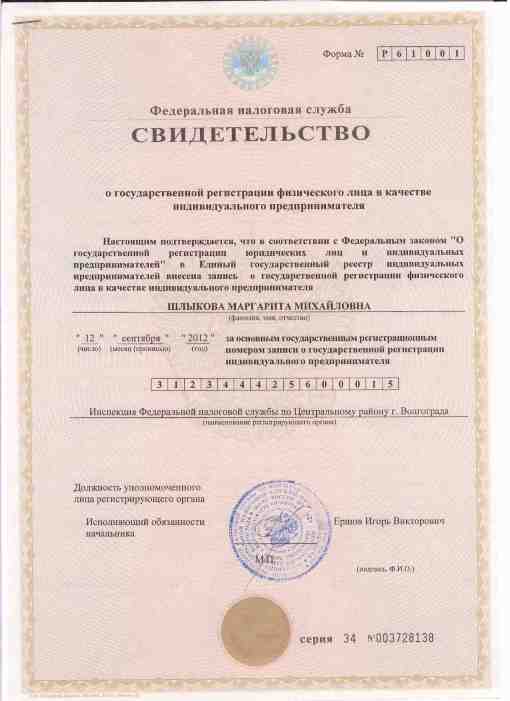 Форма № Р 6 1 0 0 1
Федеральная налоговая служба
СВИДЕТЕЛЬСТВО
о государственной регистрации физического лица в качестве
индивидуального предпринимателя
Настоящим подтверждается, что в соответствии с Федеральным законом "О
государственной регистрации юридических лиц и индивидуальных
предпринимателей" в Единый государственный реестр индивидуальных
предпринимателей внесена запись о государственной регистрации физического
лица в качестве индивидуального предпринимателя
ШЛЫКОВА МАРГАРИТА МИХАЙЛОВНА
(фамилия, имя, отчество)
" 12 " " сентября " " 2012 " за основным государственным регистрационным
(число) (месяц (прописью) (год) номером записи о государственной регистрации
индивидуального предпринимателя
3 1 2 3 4 4 4 2 5 6 0 0 0 1 5
Инспекция Федеральной налоговой службы по Центральному району г. Волгограда
(наименование регистрирующего органа)
Должность уполномоченного
лица регистрирующего органа
Исполняющий обязанности Ершов Игорь Викторович
начальника
МП
(подпись, Ф.И.О.)
серия 34 №003728138